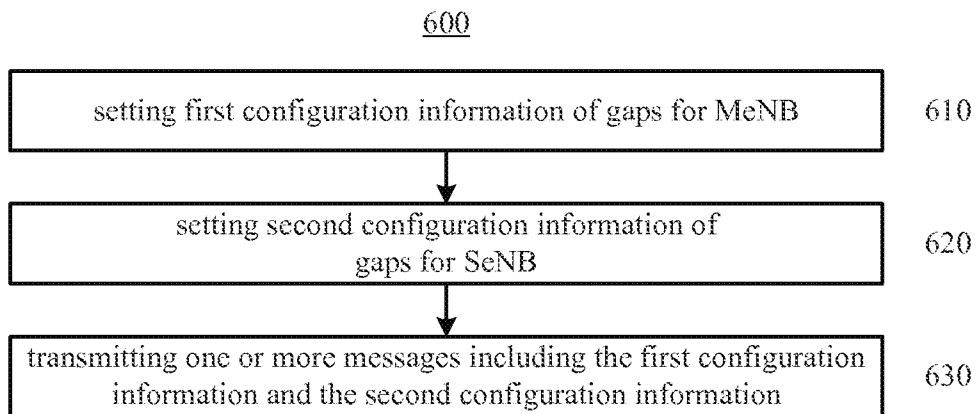 600
setting first configuration information of gaps for MeNB
610
setting second configuration information of
gaps for SeNB
620
transmitting one or more messages including the first configuration
information and the second configuration information
630